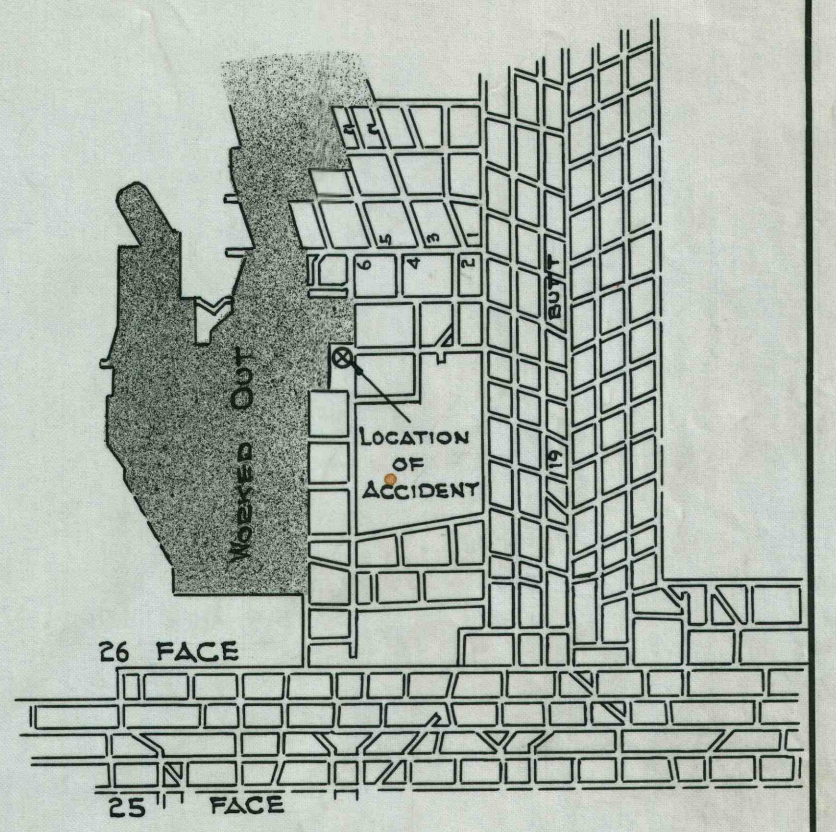 5
3
1
6
4
2
BUTT
19
WORKED OUT
LOCATION
OF
ACCIDENT
26 FACE
25 FACE